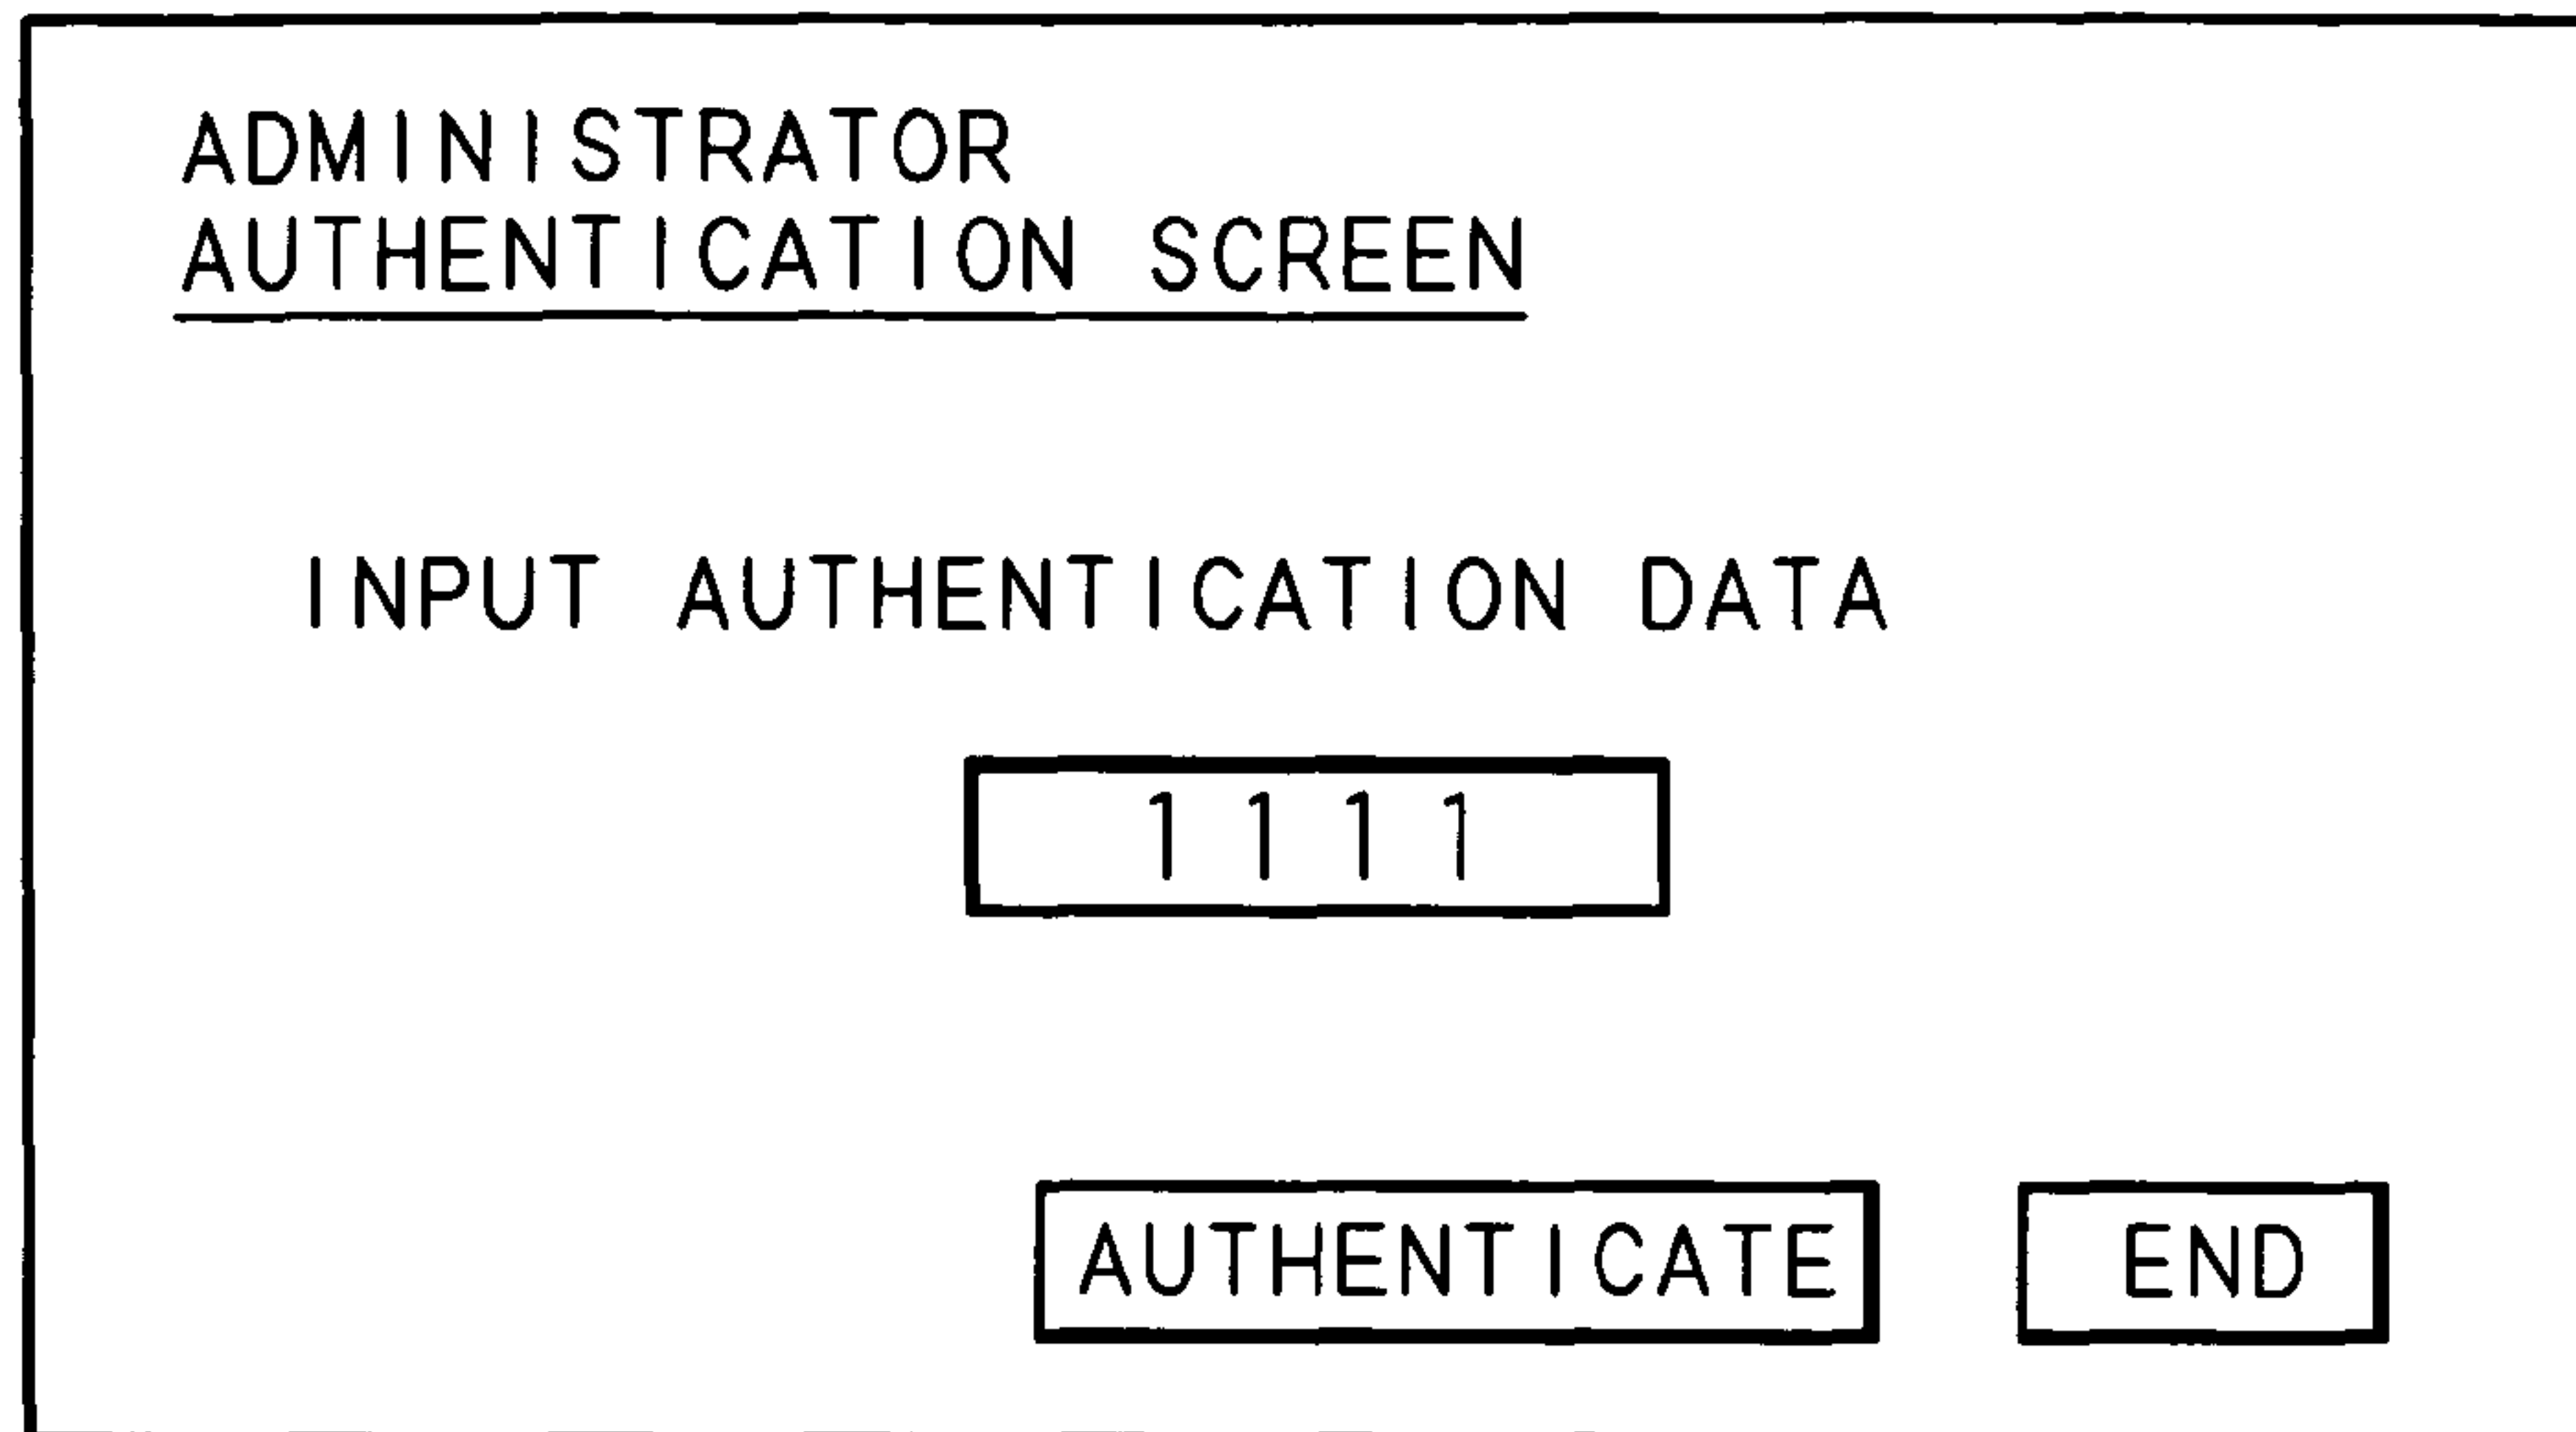 ADMINISTRATOR
AUTHENTICATION SCREEN
INPUT AUTHENTICATION DATA
1111
AUTHENTICATE END